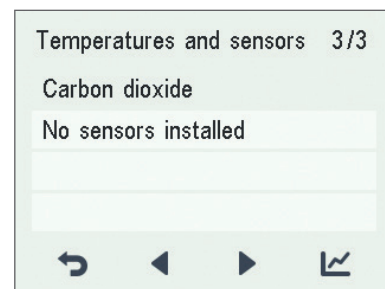 Temperatures and sensors 3/3
Carbon dioxide
No sensors installed